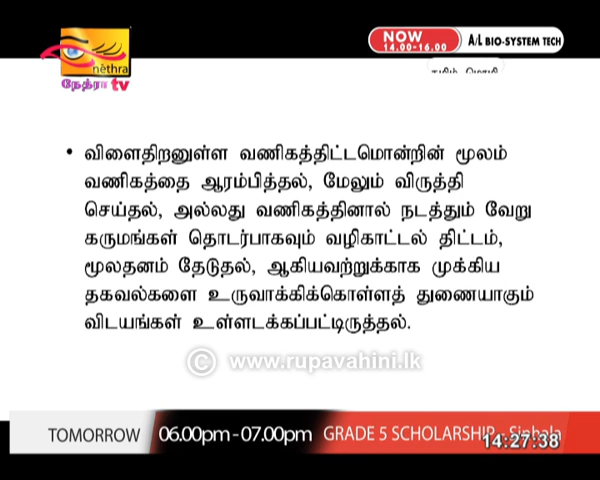 NOW
14.00-16.00
A/L BIO-SYSTEM TECH
nethra
நேத்ரா tv
• விளைதிறனுள்ள வணிகத்திட்டமொன்றின் மூலம்
வணிகத்தை ஆரம்பித்தல், மேலும் விருத்தி
செய்தல், அல்லது வணிகத்தினால் நடத்தும் வேறு
கருமங்கள் தொடர்பாகவும் வழிகாட்டல் திட்டம்,
மூலதனம் தேடுதல், ஆகியவற்றுக்காக முக்கிய
தகவல்களை உருவாக்கிக்கொள்ளத் துணையாகும்
விடயங்கள் உள்ளடக்கப்பட்டிருத்தல்.
© www.rupavahini.lk
TOMORROW 06.00pm - 07.00pm GRADE 5 SCHOLARSHIP - Sinhala
14:27:38